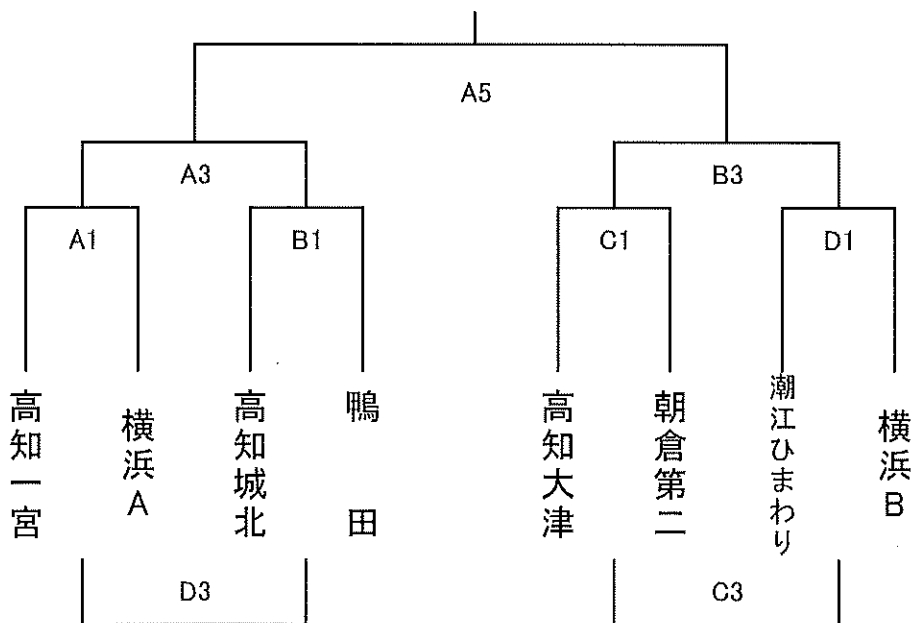 A5
A3
B3
A1
B1
C1
D1
高知一宮
横浜A
高知城北
鴨田
高知大津
朝倉第二
潮江ひまわり
横浜B
D3
C3